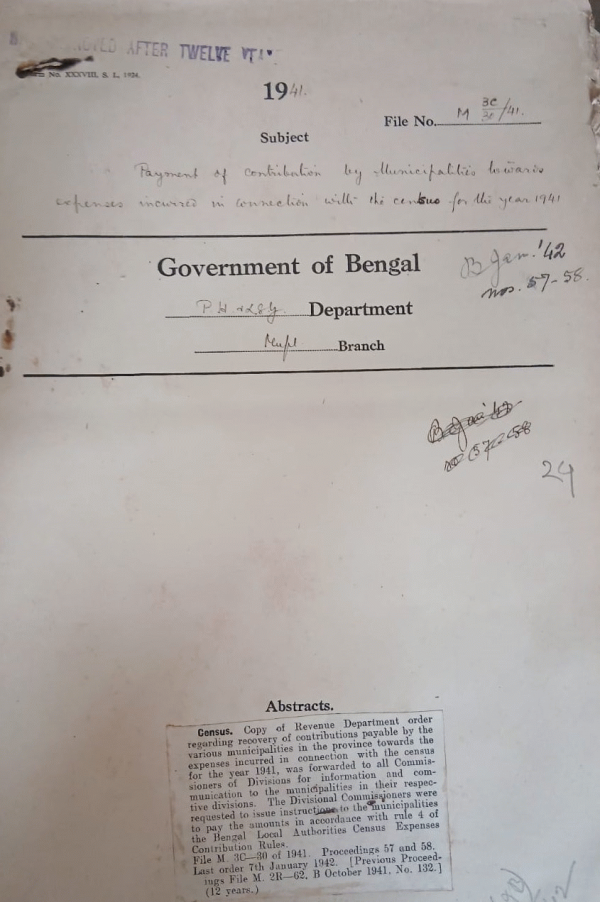 AFTER TWELVE
No. XXXVIII, S. L., 1924.
1941.
File No. M 3C/30/41.
Subject
Payment of contribution by Municipalities towards
expenses incurred in connection with the census for the year 1941
Government of Bengal
B Jan. '42
nos. 57-58.
P.H. & L.S.G. Department
Mupl Branch
57-58
24
Abstracts.
Census. Copy of Revenue Department order
regarding recovery of contributions payable by the
various municipalities in the province towards the
expenses incurred in connection with the census
for the year 1941, was forwarded to all Commis-
sioners of Divisions for information and com-
munication to the municipalities in their respec-
tive divisions. The Divisional Commissioners were
requested to issue instructions to the municipalities
to pay the amounts in accordance with rule 4 of
the Bengal Local Authorities Census Expenses
Contribution Rules.
File M. 3C—30 of 1941. Proceedings 57 and 58.
Last order 7th January 1942. [Previous Proceed-
ings File M. 2R—62, B October 1941, No. 132.]
(12 years.)